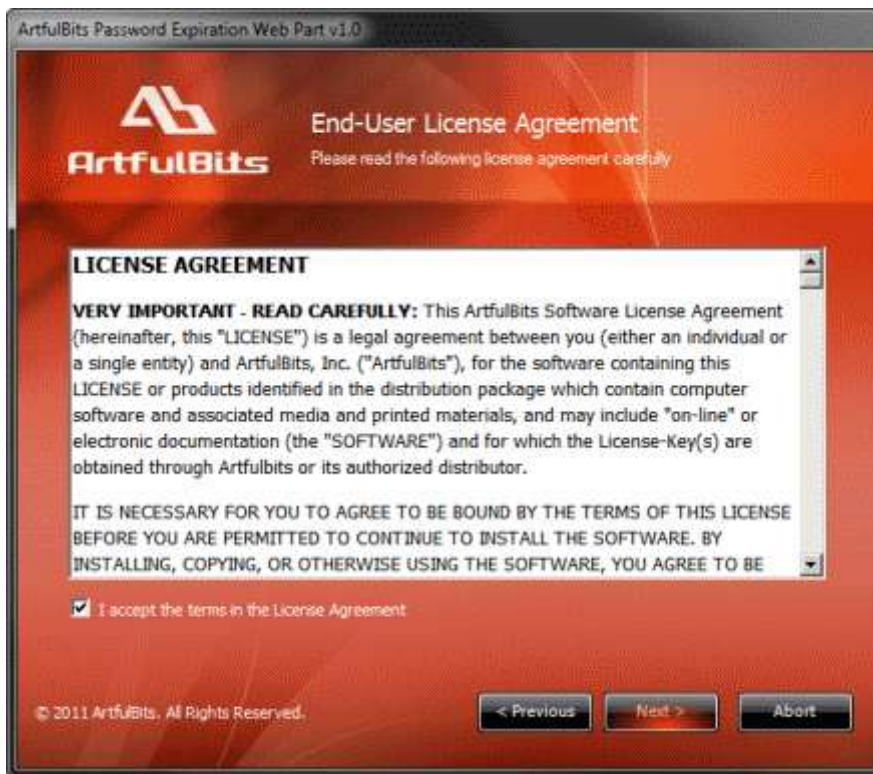 ArtfulBits Password Expiration Web Part v1.0
ArtfulBits
End-User License Agreement
Please read the following license agreement carefully
LICENSE AGREEMENT
VERY IMPORTANT - READ CAREFULLY: This ArtfulBits Software License Agreement
(hereinafter, this "LICENSE") is a legal agreement between you (either an individual or
a single entity) and ArtfulBits, Inc. ("ArtfulBits"), for the software containing this
LICENSE or products identified in the distribution package which contain computer
software and associated media and printed materials, and may include "on-line" or
electronic documentation (the "SOFTWARE") and for which the License-Key(s) are
obtained through Artfulbits or its authorized distributor.
IT IS NECESSARY FOR YOU TO AGREE TO BE BOUND BY THE TERMS OF THIS LICENSE
BEFORE YOU ARE PERMITTED TO CONTINUE TO INSTALL THE SOFTWARE. BY
INSTALLING, COPYING, OR OTHERWISE USING THE SOFTWARE, YOU AGREE TO BE
I accept the terms in the License Agreement
© 2011 ArtfulBits. All Rights Reserved.
< Previous
Next >
Abort